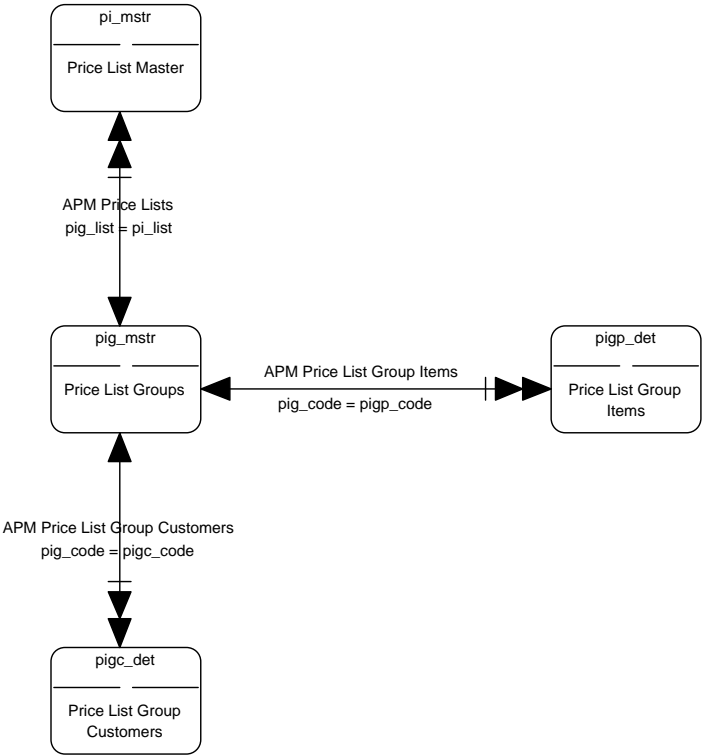 pi_mstr
Price List Master
APM Price Lists
pig_list = pi_list
pig_mstr
Price List Groups
APM Price List Group Items
pig_code = pigp_code
pigp_det
Price List Group
Items
APM Price List Group Customers
pig_code = pigc_code
pigc_det
Price List Group
Customers